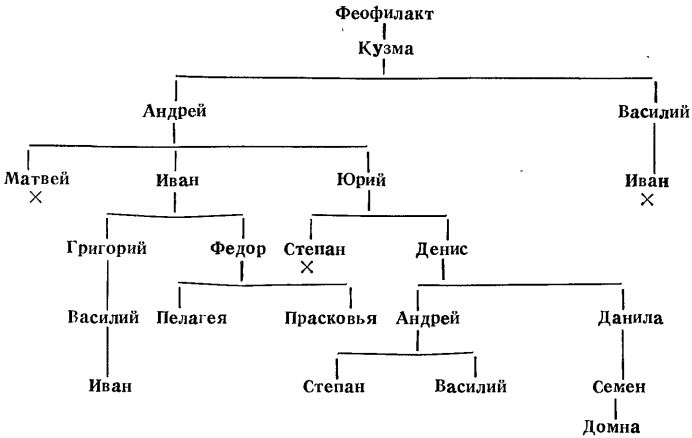 Феофилакт
Кузма
Андрей Василий
Матвей Иван Юрий Иван
× ×
Григорий Федор Степан Денис
×
Василий Пелагея Прасковья Андрей Данила
Иван Степан Василий Семен
Домна